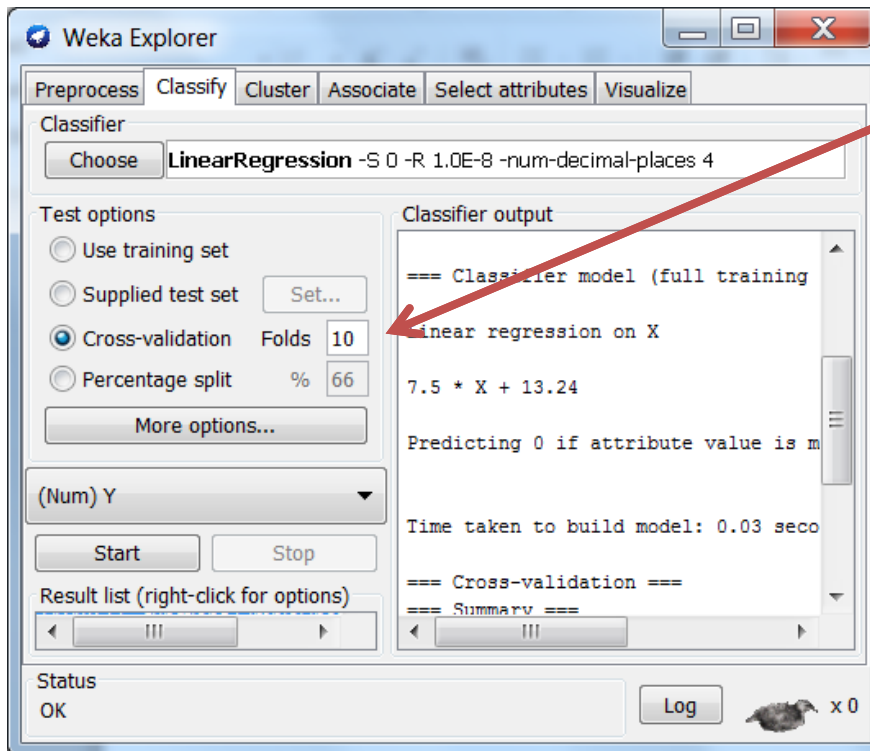 Weka Explorer
Preprocess Classify Cluster Associate Select attributes Visualize
Classifier
Choose LinearRegression -S 0 -R 1.0E-8 -num-decimal-places 4
Test options
Use training set
Supplied test set Set...
Cross-validation Folds 10
Percentage split % 66
More options...
(Num) Y
Start Stop
Result list (right-click for options)
Classifier output
=== Classifier model (full training
Linear regression on X
7.5 * X + 13.24
Predicting 0 if attribute value is m
Time taken to build model: 0.03 seco
=== Cross-validation ===
=== Summary ===
Status
OK
Log x 0